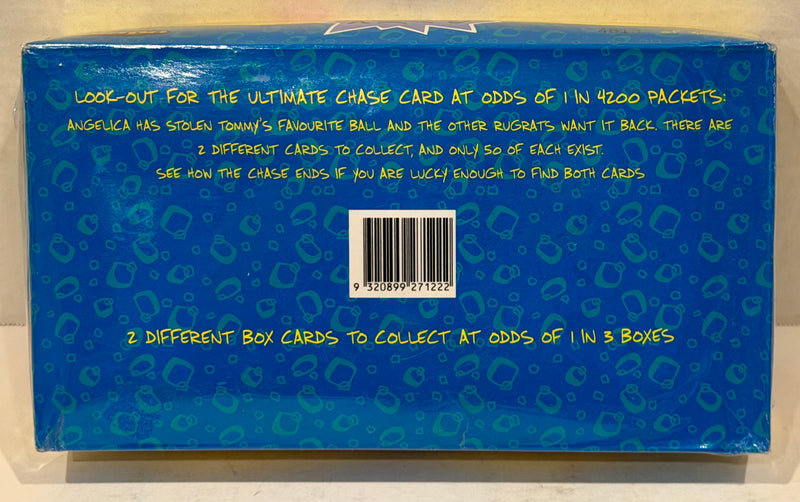 LOOK-OUT FOR THE ULTIMATE CHASE CARD AT ODDS OF 1 IN 4200 PACKETS:
ANGELICA HAS STOLEN TOMMY'S FAVOURITE BALL AND THE OTHER RUGRATS WANT IT BACK. THERE ARE
2 DIFFERENT CARDS TO COLLECT, AND ONLY 50 OF EACH EXIST.
SEE HOW THE CHASE ENDS IF YOU ARE LUCKY ENOUGH TO FIND BOTH CARDS
9 320899 271222
2 DIFFERENT BOX CARDS TO COLLECT AT ODDS OF 1 IN 3 BOXES